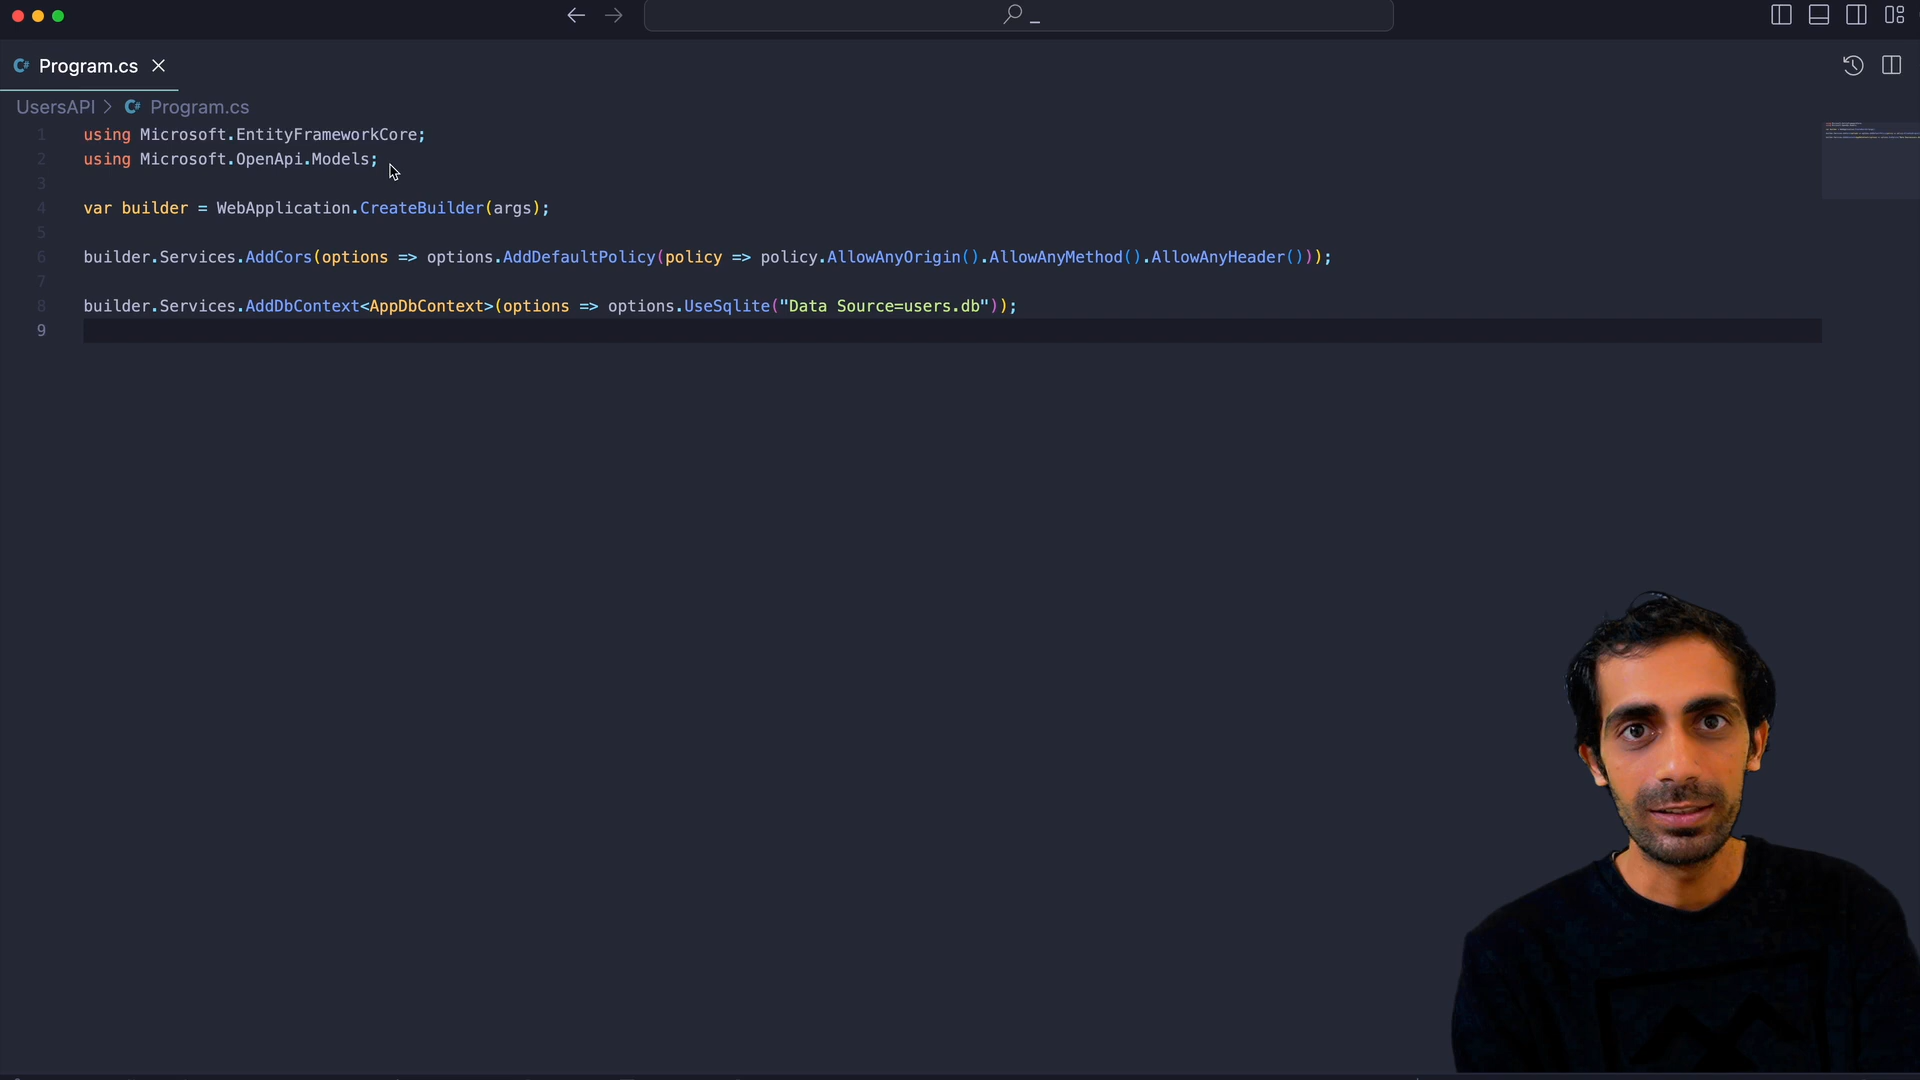 _
C# Program.cs
UsersAPI > C# Program.cs
1 using Microsoft.EntityFrameworkCore;
2 using Microsoft.OpenApi.Models;
3
4 var builder = WebApplication.CreateBuilder(args);
5
6 builder.Services.AddCors(options => options.AddDefaultPolicy(policy => policy.AllowAnyOrigin().AllowAnyMethod().AllowAnyHeader()));
7
8 builder.Services.AddDbContext<AppDbContext>(options => options.UseSqlite("Data Source=users.db"));
9